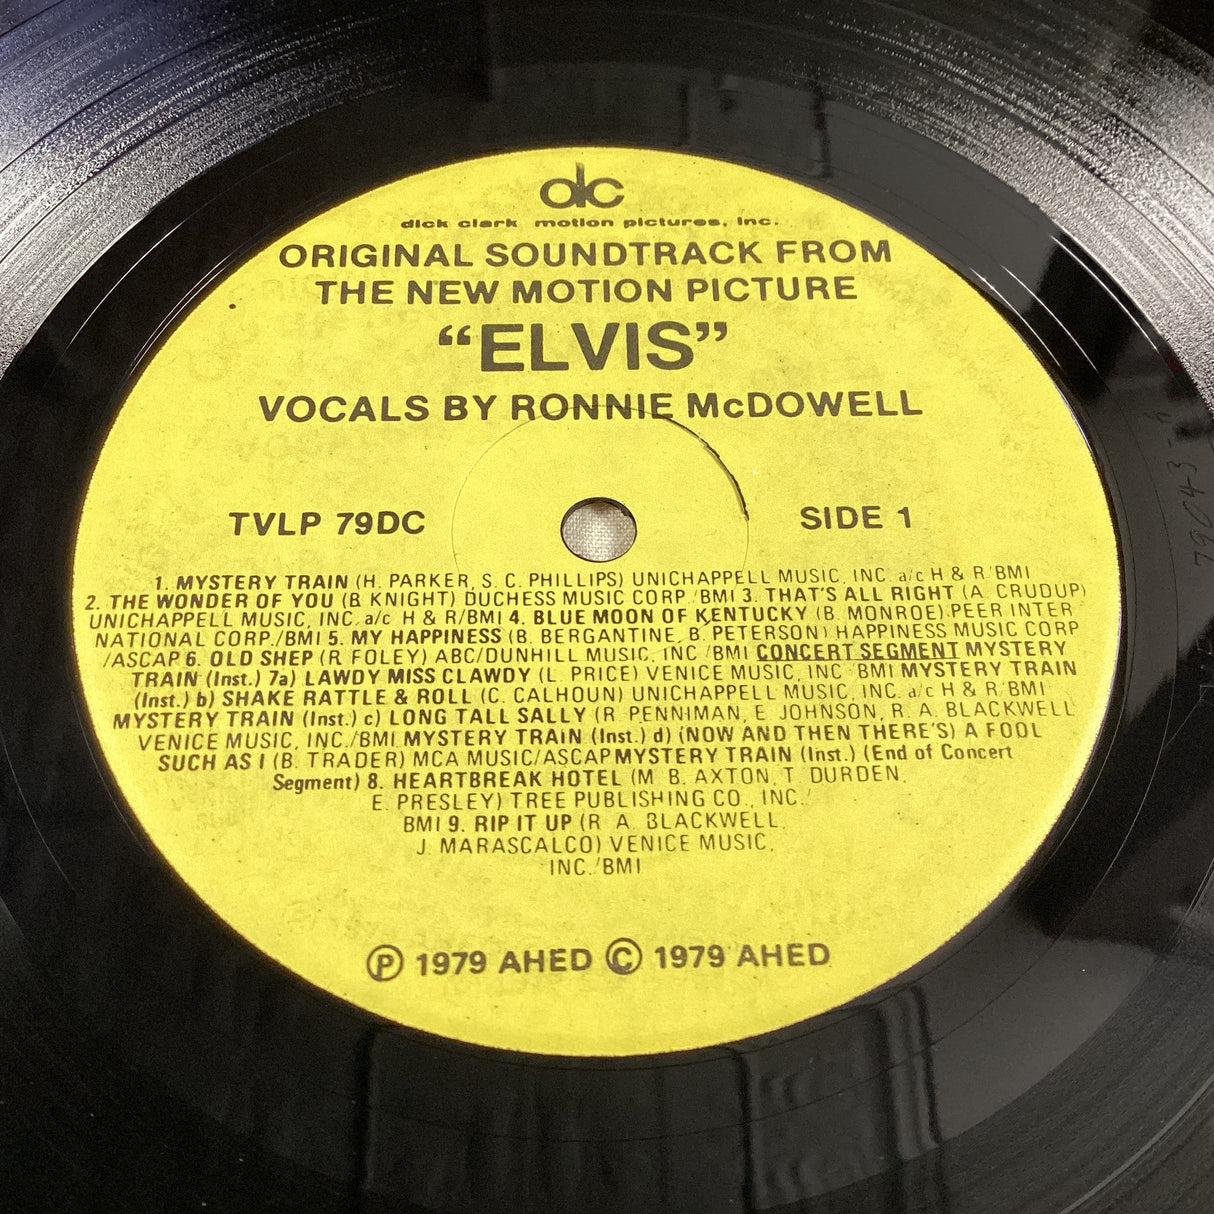 dc
dick clark motion pictures, inc.
ORIGINAL SOUNDTRACK FROM
THE NEW MOTION PICTURE
“ELVIS”
VOCALS BY RONNIE McDOWELL
TVLP 79DC
SIDE 1
1. MYSTERY TRAIN (H. PARKER, S. C. PHILLIPS) UNICHAPPELL MUSIC, INC. a/c H & R/BMI
2. THE WONDER OF YOU (B. KNIGHT) DUCHESS MUSIC CORP./BMI 3. THAT'S ALL RIGHT (A. CRUDUP)
UNICHAPPELL MUSIC, INC. a/c H & R/BMI 4. BLUE MOON OF KENTUCKY (B. MONROE) PEER INTER-
NATIONAL CORP./BMI 5. MY HAPPINESS (B. BERGANTINE, B. PETERSON) HAPPINESS MUSIC CORP
/ASCAP 6. OLD SHEP (R. FOLEY) ABC/DUNHILL MUSIC, INC./BMI CONCERT SEGMENT MYSTERY
TRAIN (Inst.) 7a) LAWDY MISS CLAWDY (L. PRICE) VENICE MUSIC, INC./BMI MYSTERY TRAIN
(Inst.) b) SHAKE RATTLE & ROLL (C. CALHOUN) UNICHAPPELL MUSIC, INC. a/c H & R/BMI
MYSTERY TRAIN (Inst.) c) LONG TALL SALLY (R. PENNIMAN, E. JOHNSON, R. A. BLACKWELL
VENICE MUSIC, INC./BMI MYSTERY TRAIN (Inst.) d) (NOW AND THEN THERE'S) A FOOL
SUCH AS I (B. TRADER) MCA MUSIC/ASCAP MYSTERY TRAIN (Inst.) (End of Concert
Segment) 8. HEARTBREAK HOTEL (M. B. AXTON, T. DURDEN,
E. PRESLEY) TREE PUBLISHING CO., INC./
BMI 9. RIP IT UP (R. A. BLACKWELL,
J. MARASCALCO) VENICE MUSIC,
INC./BMI
Ⓟ 1979 AHED © 1979 AHED